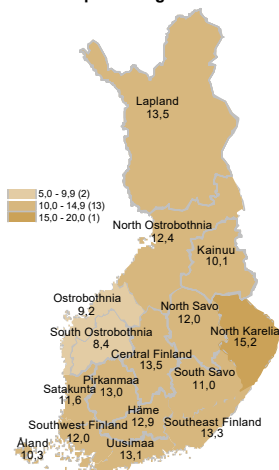 Lapland
13,5
5,0 - 9,9 (2)
10,0 - 14,9 (13)
15,0 - 20,0 (1)
North Ostrobothnia
12,4
Kainuu
10,1
Ostrobothnia
9,2
North Savo
12,0
North Karelia
15,2
South Ostrobothnia
8,4
Central Finland
13,5
South Savo
11,0
Pirkanmaa
13,0
Satakunta
11,6
Häme
12,9
Southeast Finland
13,3
Southwest Finland
12,0
Åland
10,3
Uusimaa
13,1